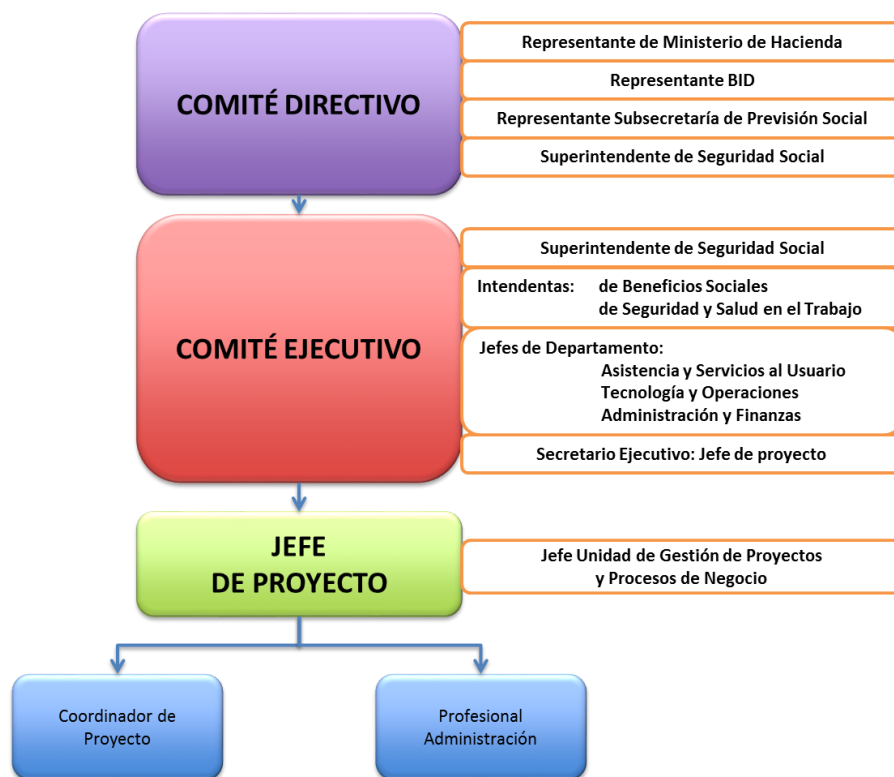 COMITÉ DIRECTIVO
Representante de Ministerio de Hacienda
Representante BID
Representante Subsecretaría de Previsión Social
Superintendente de Seguridad Social
COMITÉ EJECUTIVO
Superintendente de Seguridad Social
Intendentas: de Beneficios Sociales
de Seguridad y Salud en el Trabajo
Jefes de Departamento:
Asistencia y Servicios al Usuario
Tecnología y Operaciones
Administración y Finanzas
Secretario Ejecutivo: Jefe de proyecto
JEFE
DE PROYECTO
Jefe Unidad de Gestión de Proyectos
y Procesos de Negocio
Coordinador de
Proyecto
Profesional
Administración